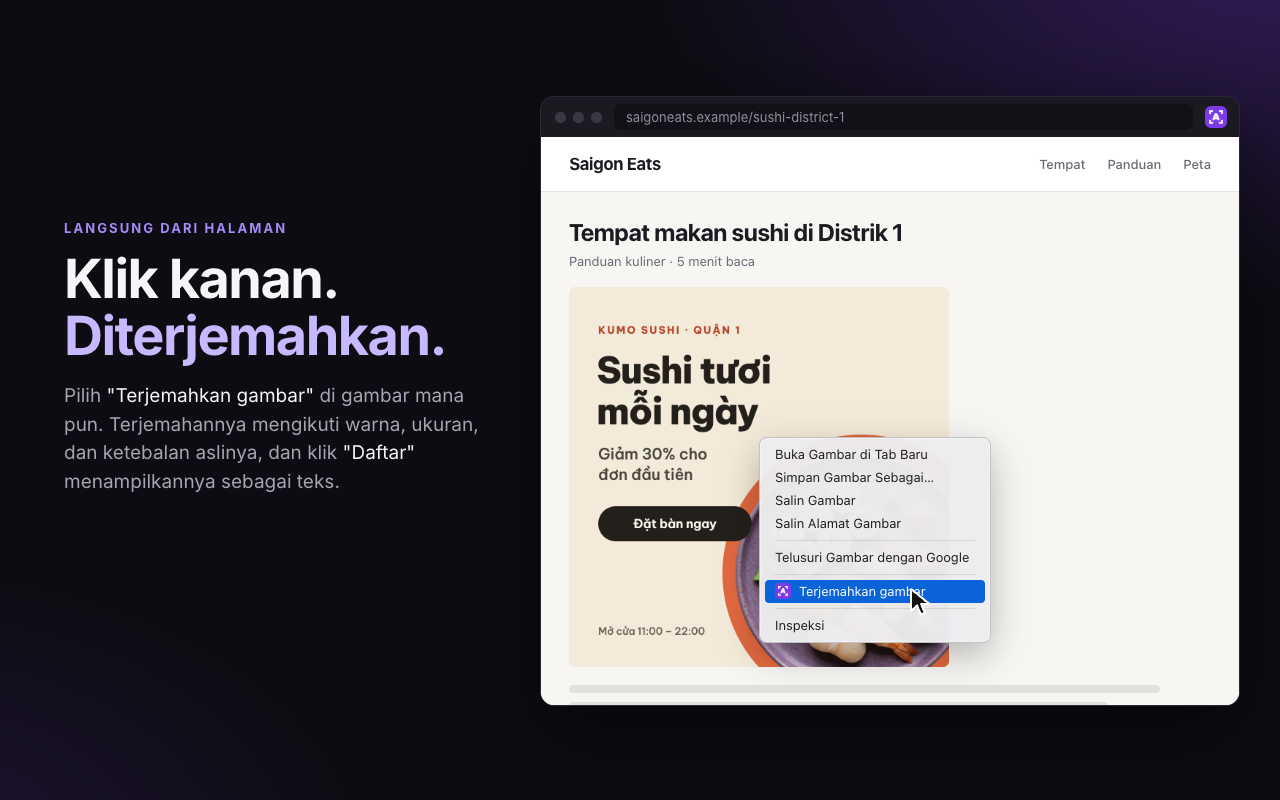 LANGSUNG DARI HALAMAN
Klik kanan.
Diterjemahkan.
Pilih "Terjemahkan gambar" di gambar mana
pun. Terjemahannya mengikuti warna, ukuran,
dan ketebalan aslinya, dan klik "Daftar"
menampilkannya sebagai teks.
saigoneats.example/sushi-district-1
Saigon Eats
Tempat
Panduan
Peta
Tempat makan sushi di Distrik 1
Panduan kuliner · 5 menit baca
KUMO SUSHI · QUẬN 1
Sushi tươi
mỗi ngày
Giảm 30% cho
đơn đầu tiên
Đặt bàn ngay
Mở cửa 11:00 – 22:00
Buka Gambar di Tab Baru
Simpan Gambar Sebagai...
Salin Gambar
Salin Alamat Gambar
Telusuri Gambar dengan Google
Terjemahkan gambar
Inspeksi